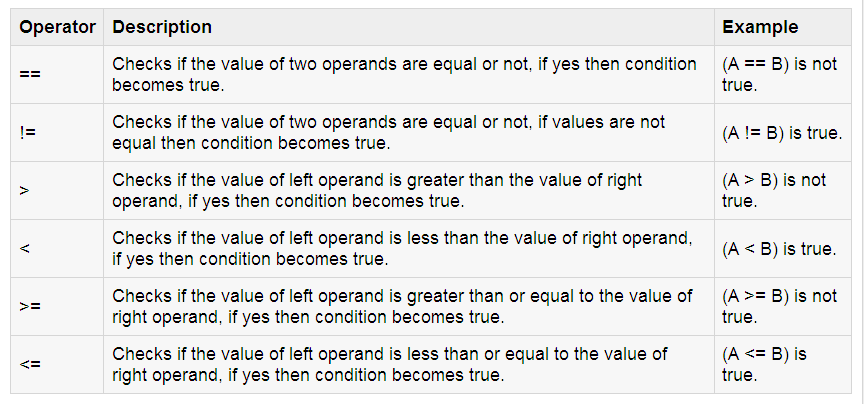 Operator Description Example
== Checks if the value of two operands are equal or not, if yes then condition (A == B) is not
becomes true. true.
!= Checks if the value of two operands are equal or not, if values are not (A != B) is true.
equal then condition becomes true.
> Checks if the value of left operand is greater than the value of right (A > B) is not
operand, if yes then condition becomes true. true.
< Checks if the value of left operand is less than the value of right operand, (A < B) is true.
if yes then condition becomes true.
>= Checks if the value of left operand is greater than or equal to the value of (A >= B) is not
right operand, if yes then condition becomes true. true.
<= Checks if the value of left operand is less than or equal to the value of (A <= B) is
right operand, if yes then condition becomes true. true.